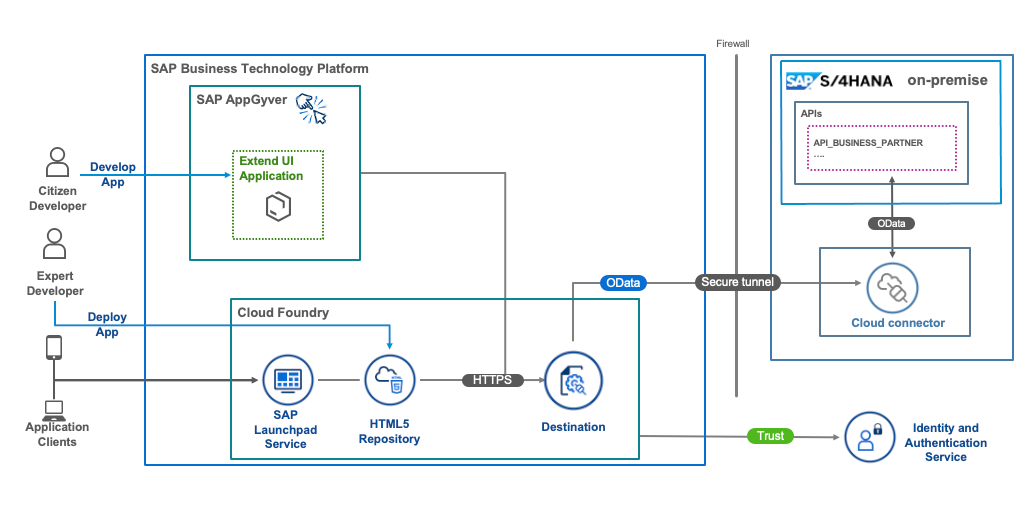 Firewall
SAP Business Technology Platform
SAP AppGyver
SAP S/4HANA on-premise
APIs
API_BUSINESS_PARTNER
....
Extend UI
Application
Develop
App
Citizen
Developer
OData
Expert
Developer
OData
Secure tunnel
Cloud connector
Cloud Foundry
Deploy
App
HTTPS
HTML
5
SAP
Launchpad
Service
HTML5
Repository
Destination
Application
Clients
Trust
Identity and
Authentication
Service